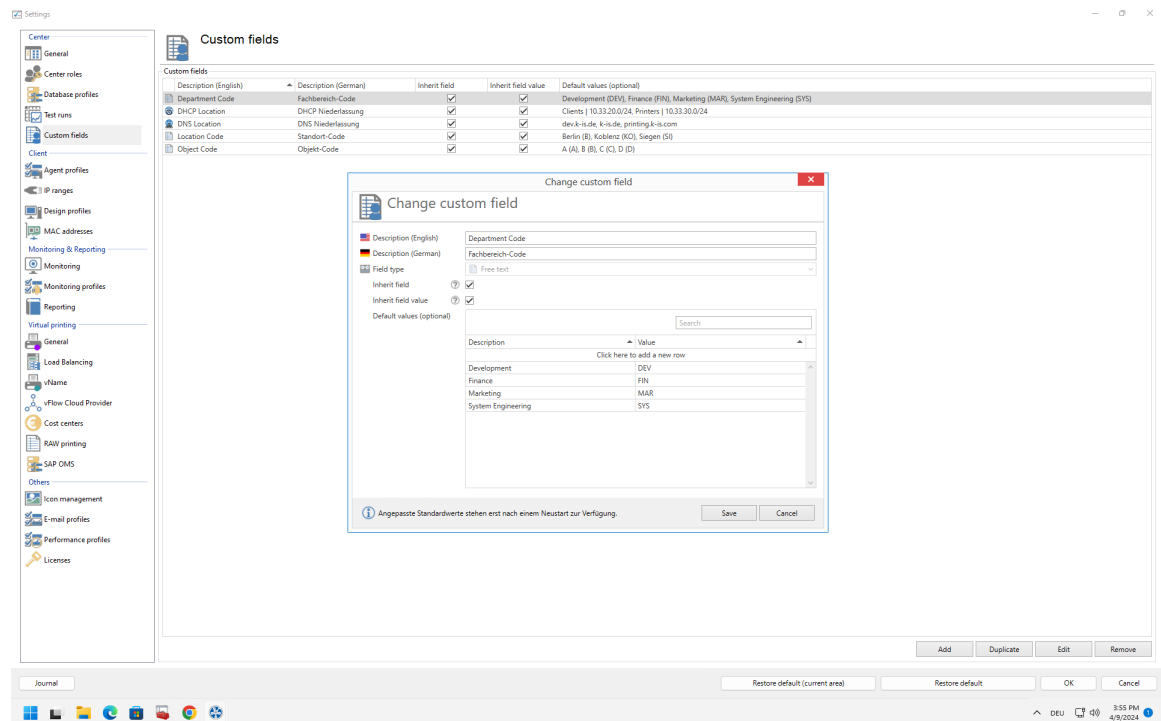 Settings
Center
General
Center roles
Database profiles
Test runs
Custom fields
Client
Agent profiles
IP ranges
Design profiles
MAC addresses
Monitoring & Reporting
Monitoring
Monitoring profiles
Reporting
Virtual printing
General
Load Balancing
vName
vFlow Cloud Provider
Cost centers
RAW printing
SAP OMS
Others
Icon management
E-mail profiles
Performance profiles
Licenses
Custom fields
Custom fields
Description (English) Description (German) Inherit field Inherit field value Default values (optional)
Department Code Fachbereich-Code Development (DEV), Finance (FIN), Marketing (MAR), System Engineering (SYS)
DHCP Location DHCP Niederlassung Clients | 10.33.20.0/24, Printers | 10.33.30.0/24
DNS Location DNS Niederlassung dev.k-is.de, k-is.de, printing.k-is.com
Location Code Standort-Code Berlin (B), Koblenz (KO), Siegen (SI)
Object Code Objekt-Code A (A), B (B), C (C), D (D)
Change custom field
Change custom field
Description (English) Department Code
Description (German) Fachbereich-Code
Field type Free text
Inherit field ?
Inherit field value ?
Default values (optional)
Search
Description Value
Click here to add a new row
Development DEV
Finance FIN
Marketing MAR
System Engineering SYS
Angepasste Standardwerte stehen erst nach einem Neustart zur Verfügung. Save Cancel
Add Duplicate Edit Remove
Journal Restore default (current area) Restore default OK Cancel
DEU 3:55 PM 1
4/9/2024